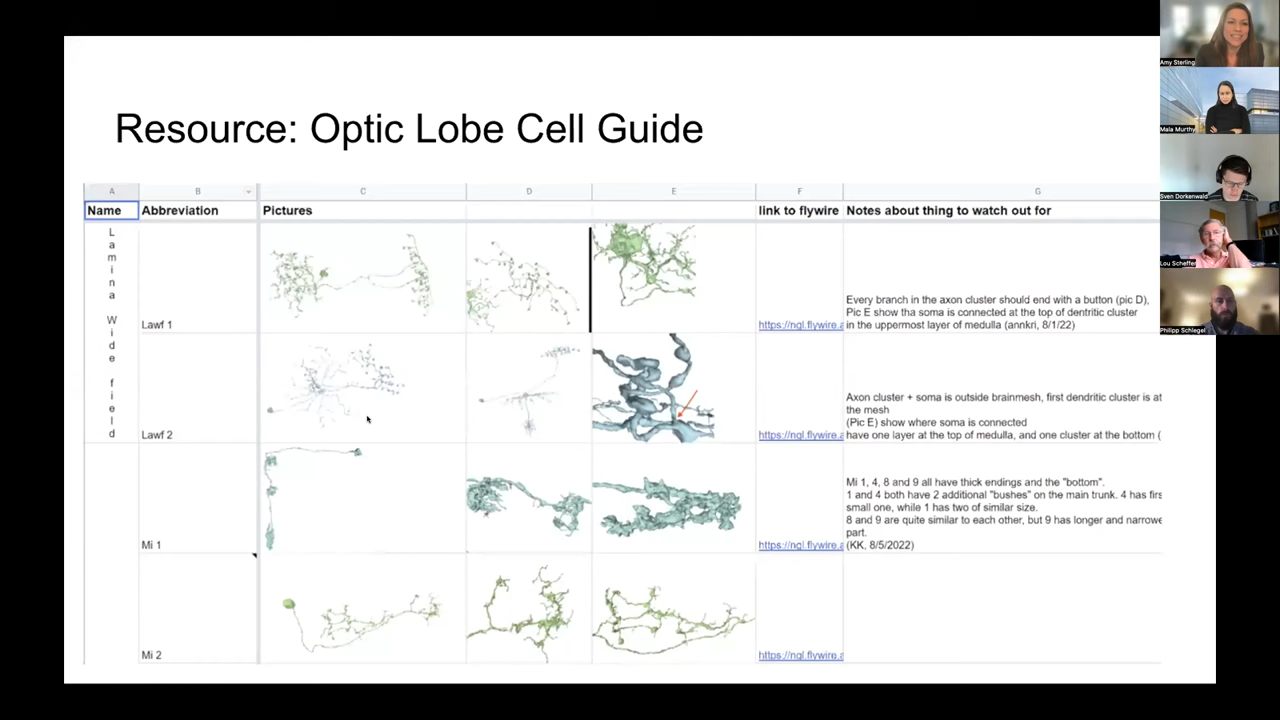 Resource: Optic Lobe Cell Guide
A B C D E F G
Name Abbreviation Pictures link to flywire Notes about thing to watch out for
Lamina Wide field
Every branch in the axon cluster should end with a button (pic D),
Pic E show tha soma is connected at the top of dentritic cluster
Lawf 1 https://ngl.flywire.a in the uppermost layer of medulla (annkri, 8/1/22)
Axon cluster + soma is outside brainmesh, first dendritic cluster is at
the mesh
(Pic E) show where soma is connected
Lawf 2 https://ngl.flywire.a have one layer at the top of medulla, and one cluster at the bottom (
Mi 1, 4, 8 and 9 all have thick endings and the "bottom".
1 and 4 both have 2 additional "bushes" on the main trunk. 4 has firs
small one, while 1 has two of similar size.
8 and 9 are quite similar to each other, but 9 has longer and narrowe
part.
Mi 1 https://ngl.flywire.a (KK, 8/5/2022)
Mi 2 https://ngl.flywire.a
Amy Sterling
Mala Murthy
Sven Dorkenwald
Lou Scheffer
Philipp Schlegel